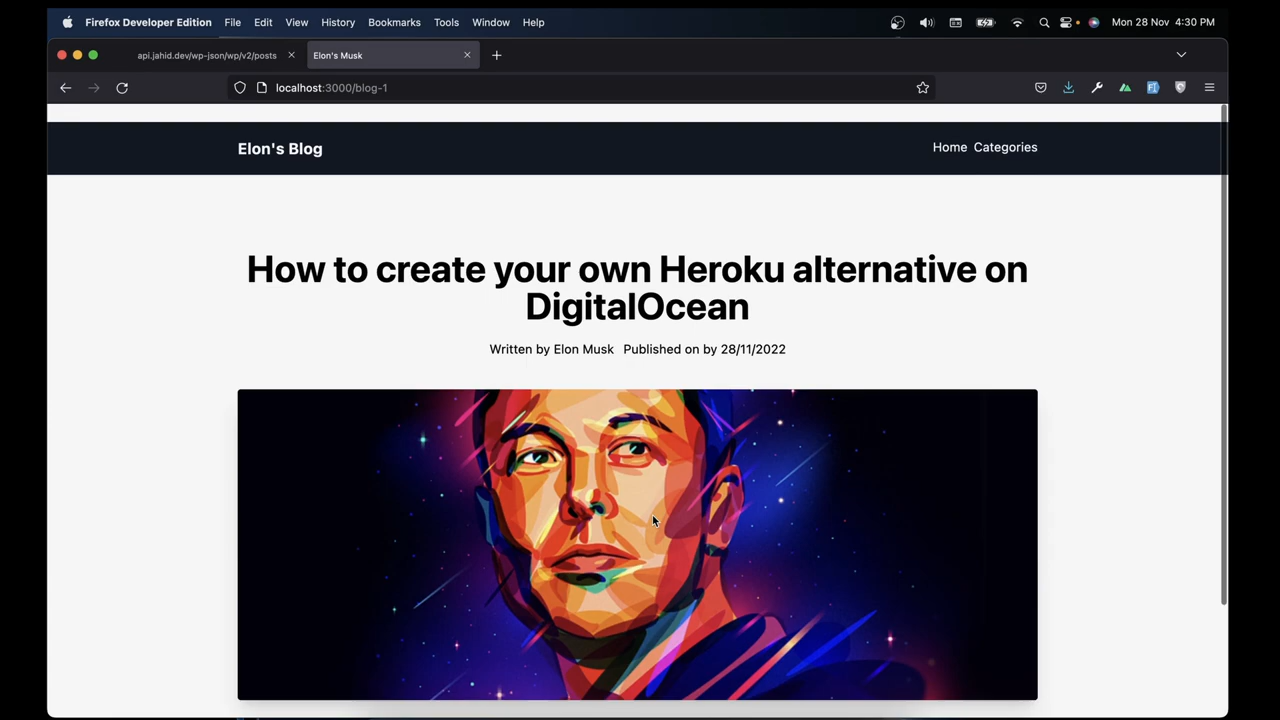 Firefox Developer Edition File Edit View History Bookmarks Tools Window Help Mon 28 Nov 4:30 PM
api.jahid.dev/wp-json/wp/v2/posts Elon's Musk
localhost:3000/blog-1
Elon's Blog Home Categories
How to create your own Heroku alternative on
DigitalOcean
Written by Elon Musk Published on by 28/11/2022